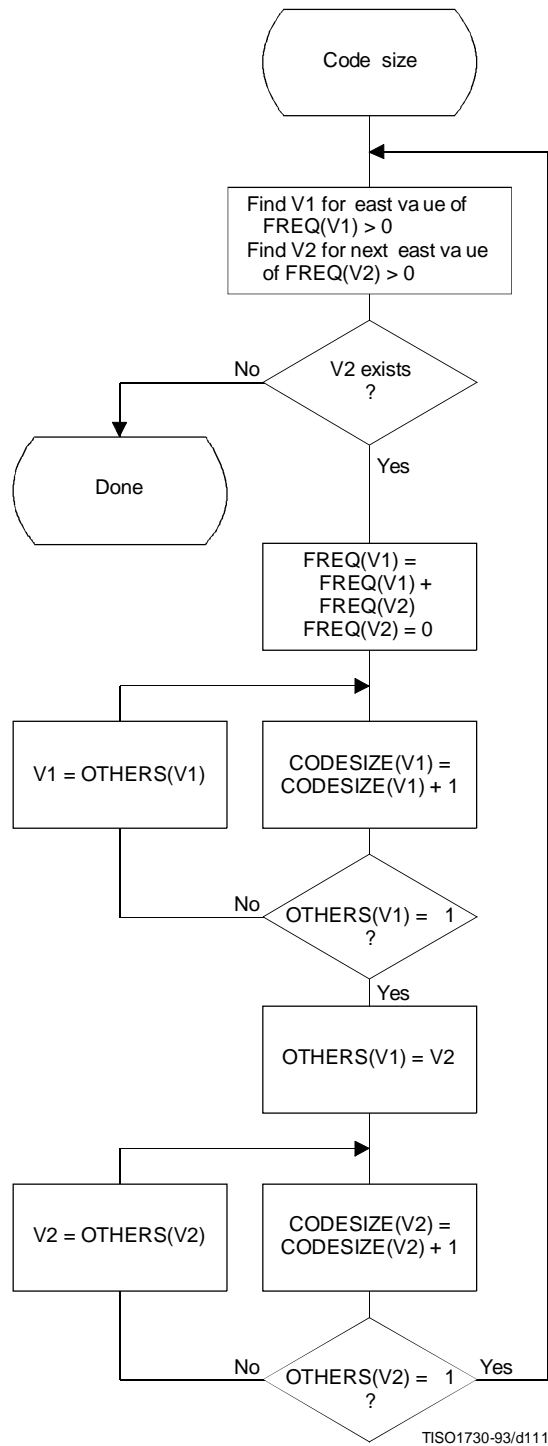 Code size
Find V1 for east va ue of
FREQ(V1) > 0
Find V2 for next east va ue
of FREQ(V2) > 0
No
V2 exists
?
Done
Yes
FREQ(V1) =
FREQ(V1) +
FREQ(V2)
FREQ(V2) = 0
V1 = OTHERS(V1)
CODESIZE(V1) =
CODESIZE(V1) + 1
No
OTHERS(V1) = 1
?
Yes
OTHERS(V1) = V2
V2 = OTHERS(V2)
CODESIZE(V2) =
CODESIZE(V2) + 1
No
OTHERS(V2) = 1
?
Yes
TISO1730-93/d111